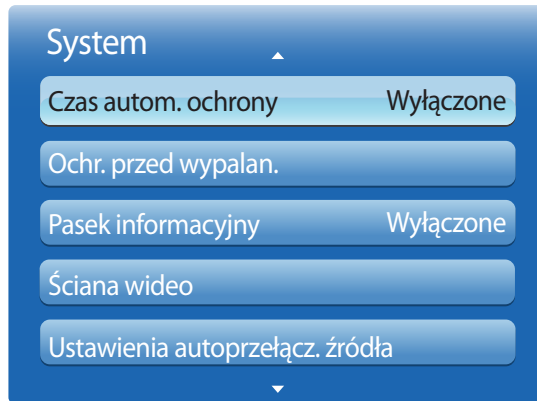 System
Czas autom. ochrony Wyłączone
Ochr. przed wypalan.
Pasek informacyjny Wyłączone
Ściana wideo
Ustawienia autoprzełącz. źródła